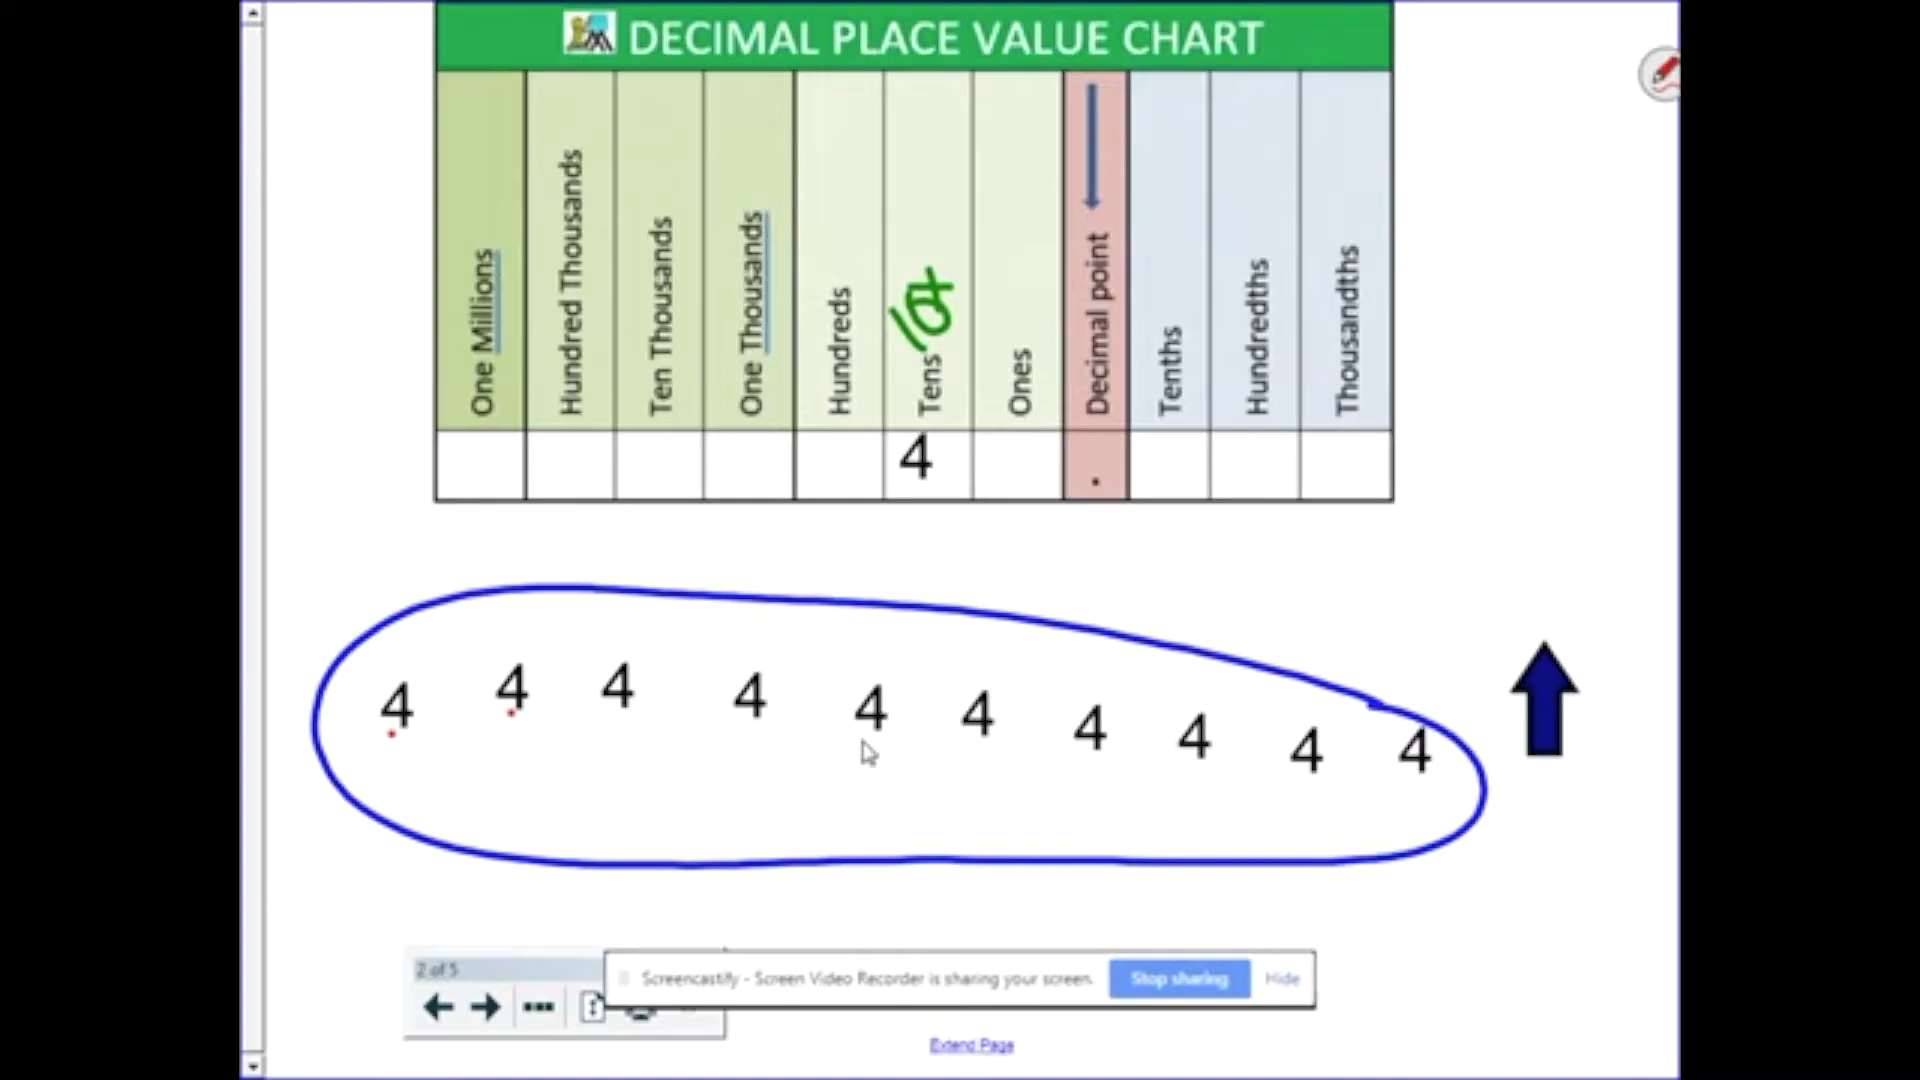 DECIMAL PLACE VALUE CHART
One Millions
Hundred Thousands
Ten Thousands
One Thousands
Hundreds
Tens
Ones
Decimal point
Tenths
Hundredths
Thousandths
4 .
4 4 4 4 4 4 4 4 4 4
2 of 5
Screencastify - Screen Video Recorder is sharing your screen. Stop sharing Hide
Extend Page